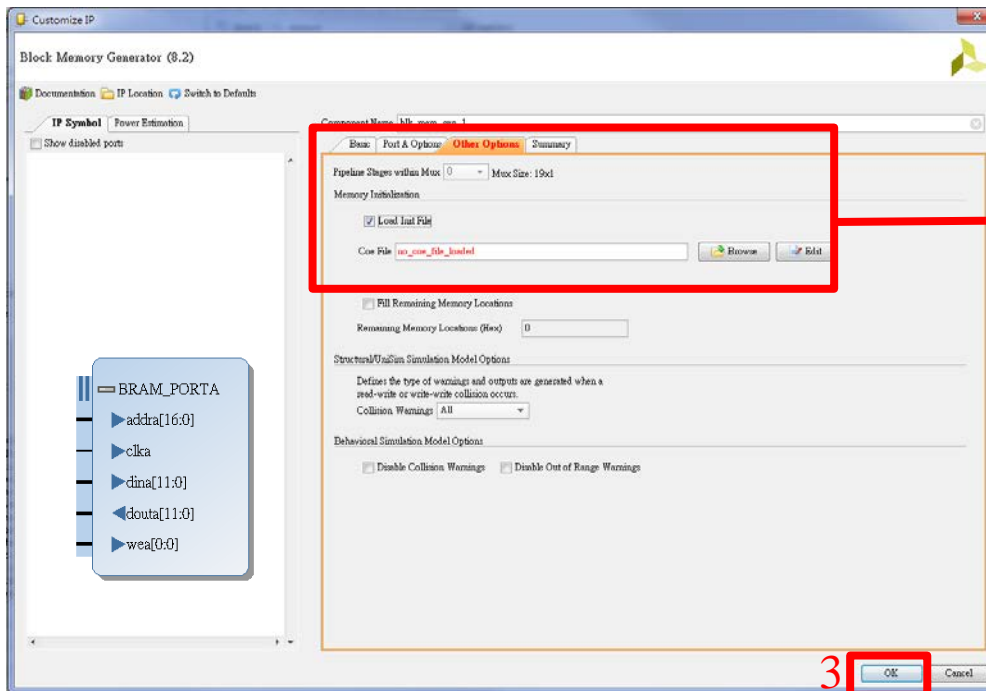 Customize IP
Block Memory Generator (8.2)
Documentation IP Location Switch to Defaults
IP Symbol Power Estimation
Show disabled ports
BRAM_PORTA
addra[16:0]
clka
dina[11:0]
douta[11:0]
wea[0:0]
Component Name blk_mem_gen_1
Basic Port A Options Other Options Summary
Pipeline Stages within Mux 0 Mux Size: 19x1
Memory Initialization
Load Init File
Coe File no_coe_file_loaded Browse Edit
Fill Remaining Memory Locations
Remaining Memory Locations (Hex) 0
Structural/UniSim Simulation Model Options
Defines the type of warnings and outputs are generated when a
read-write or write-write collision occurs.
Collision Warnings All
Behavioral Simulation Model Options
Disable Collision Warnings Disable Out of Range Warnings
3 OK Cancel